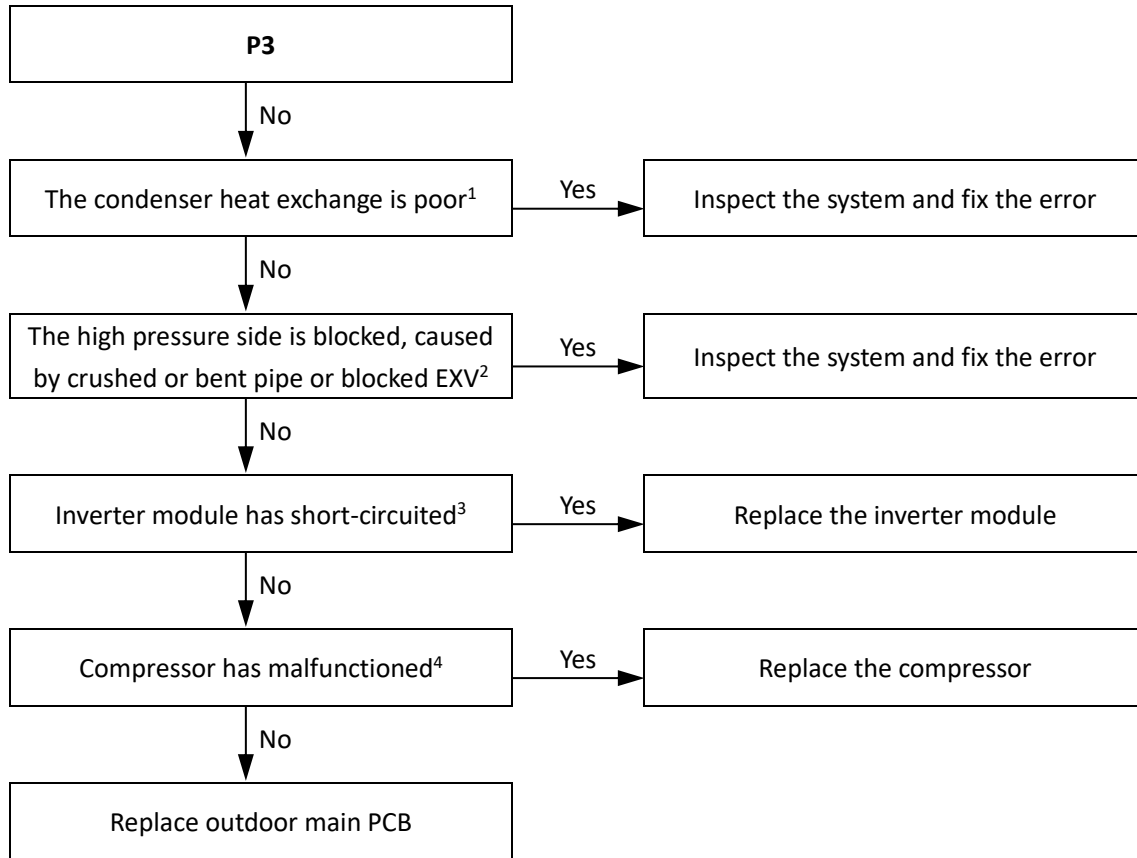 P3
No
The condenser heat exchange is poor¹
Yes
Inspect the system and fix the error
No
The high pressure side is blocked, caused
by crushed or bent pipe or blocked EXV²
Yes
Inspect the system and fix the error
No
Inverter module has short-circuited³
Yes
Replace the inverter module
No
Compressor has malfunctioned⁴
Yes
Replace the compressor
No
Replace outdoor main PCB